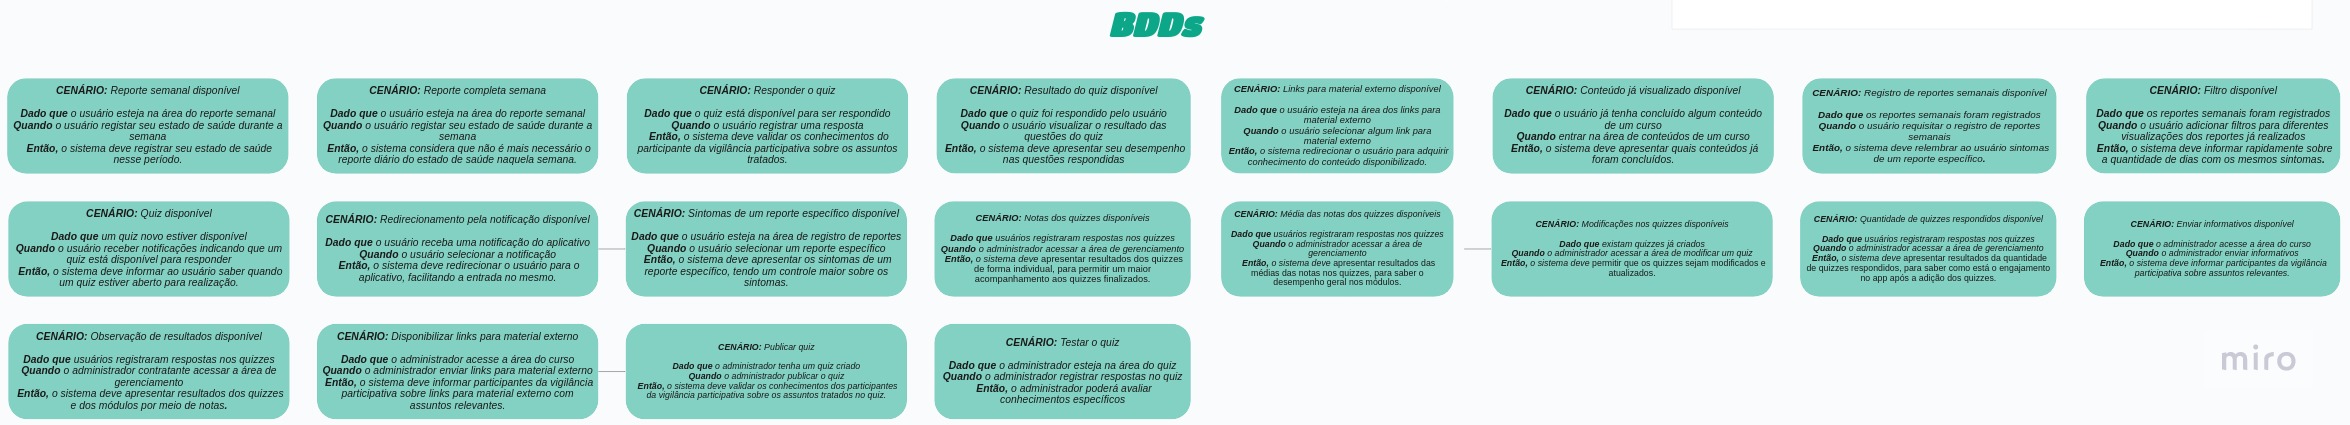 BDDs
CENÁRIO: Reporte semanal disponível
Dado que o usuário esteja na área do reporte semanal
Quando o usuário registar seu estado de saúde durante a
semana
Então, o sistema deve registrar seu estado de saúde
nesse período.
CENÁRIO: Reporte completa semana
Dado que o usuário esteja na área do reporte semanal
Quando o usuário registar seu estado de saúde durante a
semana
Então, o sistema considera que não é mais necessário o
reporte diário do estado de saúde naquela semana.
CENÁRIO: Responder o quiz
Dado que o quiz está disponível para ser respondido
Quando o usuário registrar uma resposta
Então, o sistema deve validar os conhecimentos do
participante da vigilância participativa sobre os assuntos
tratados.
CENÁRIO: Resultado do quiz disponível
Dado que o quiz foi respondido pelo usuário
Quando o usuário visualizar o resultado das
questões do quiz
Então, o sistema deve apresentar seu desempenho
nas questões respondidas
CENÁRIO: Links para material externo disponível
Dado que o usuário esteja na área dos links para
material externo
Quando o usuário selecionar algum link para
material externo
Então, o sistema redirecionar o usuário para adquirir
conhecimento do conteúdo disponibilizado.
CENÁRIO: Conteúdo já visualizado disponível
Dado que o usuário já tenha concluído algum conteúdo
de um curso
Quando entrar na área de conteúdos de um curso
Então, o sistema deve apresentar quais conteúdos já
foram concluídos.
CENÁRIO: Registro de reportes semanais disponível
Dado que os reportes semanais foram registrados
Quando o usuário requisitar o registro de reportes
semanais
Então, o sistema deve relembrar ao usuário sintomas
de um reporte específico.
CENÁRIO: Filtro disponível
Dado que os reportes semanais foram registrados
Quando o usuário adicionar filtros para diferentes
visualizações dos reportes já realizados
Então, o sistema deve informar rapidamente sobre
a quantidade de dias com os mesmos sintomas.
CENÁRIO: Quiz disponível
Dado que um quiz novo estiver disponível
Quando o usuário receber notificações indicando que um
quiz está disponível para responder
Então, o sistema deve informar ao usuário saber quando
um quiz estiver aberto para realização.
CENÁRIO: Redirecionamento pela notificação disponível
Dado que o usuário receba uma notificação do aplicativo
Quando o usuário selecionar a notificação
Então, o sistema deve redirecionar o usuário para o
aplicativo, facilitando a entrada no mesmo.
CENÁRIO: Sintomas de um reporte específico disponível
Dado que o usuário esteja na área de registro de reportes
Quando o usuário selecionar um reporte específico
Então, o sistema deve apresentar os sintomas de um
reporte específico, tendo um controle maior sobre os
sintomas.
CENÁRIO: Notas dos quizzes disponíveis
Dado que usuários registraram respostas nos quizzes
Quando o administrador acessar a área de gerenciamento
Então, o sistema deve apresentar resultados dos quizzes
de forma individual, para permitir um maior
acompanhamento aos quizzes finalizados.
CENÁRIO: Média das notas dos quizzes disponíveis
Dado que usuários registraram respostas nos quizzes
Quando o administrador acessar a área de
gerenciamento
Então, o sistema deve apresentar resultados das
médias das notas nos quizzes, para saber o
desempenho geral nos módulos.
CENÁRIO: Modificações nos quizzes disponíveis
Dado que existam quizzes já criados
Quando o administrador acessar a área de modificar um quiz
Então, o sistema deve permitir que os quizes sejam modificados e
atualizados.
CENÁRIO: Quantidade de quizzes respondidos disponível
Dado que usuários registraram respostas nos quizzes
Quando o administrador acessar a área de gerenciamento
Então, o sistema deve apresentar resultados da quantidade
de quizes respondidos, para saber como está o engajamento
no app após a adição dos quizzes.
CENÁRIO: Enviar informativos disponível
Dado que o administrador acesse a área do curso
Quando o administrador enviar informativos
Então, o sistema deve informar participantes da vigilância
participativa sobre assuntos relevantes.
CENÁRIO: Observação de resultados disponível
Dado que usuários registraram respostas nos quizzes
Quando o administrador contratante acessar a área de
gerenciamento
Então, o sistema deve apresentar resultados dos quizzes
e dos módulos por meio de notas.
CENÁRIO: Disponibilizar links para material externo
Dado que o administrador acesse a área do curso
Quando o administrador enviar links para material externo
Então, o sistema deve informar participantes da vigilância
participativa sobre links para material externo com
assuntos relevantes.
CENÁRIO: Publicar quiz
Dado que o administrador tenha um quiz criado
Quando o administrador publicar o quiz
Então, o sistema deve validar os conhecimentos dos participantes
da vigilância participativa sobre os assuntos tratados no quiz.
CENÁRIO: Testar o quiz
Dado que o administrador esteja na área do quiz
Quando o administrador registrar respostas no quiz
Então, o administrador poderá avaliar
conhecimentos específicos
miro